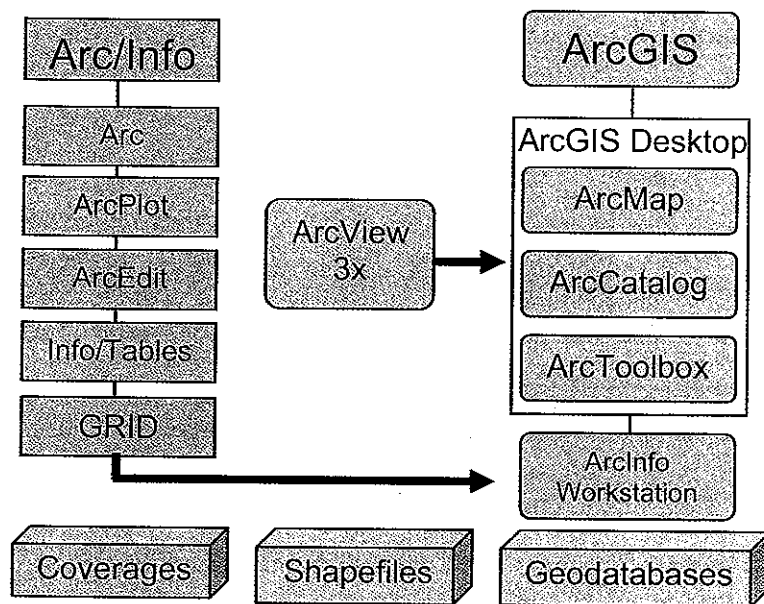 Arc/Info
Arc
ArcPlot
ArcEdit
Info/Tables
GRID
ArcView
3x
ArcGIS
ArcGIS Desktop
ArcMap
ArcCatalog
ArcToolbox
ArcInfo
Workstation
Coverages
Shapefiles
Geodatabases